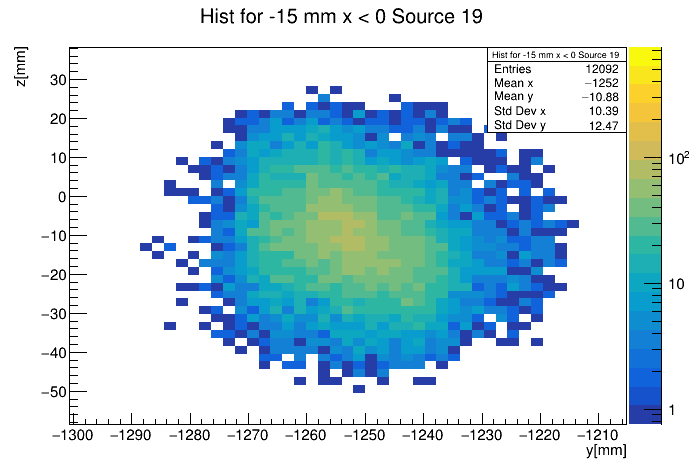 Hist for -15 mm x < 0 Source 19
z[mm]
Hist for -15 mm x < 0 Source 19
Entries 12092
Mean x −1252
Mean y −10.88
Std Dev x 10.39
Std Dev y 12.47
30
20
10
0
−10
−20
−30
−40
−50
10²
10
1
−1300 −1290 −1280 −1270 −1260 −1250 −1240 −1230 −1220 −1210
y[mm]